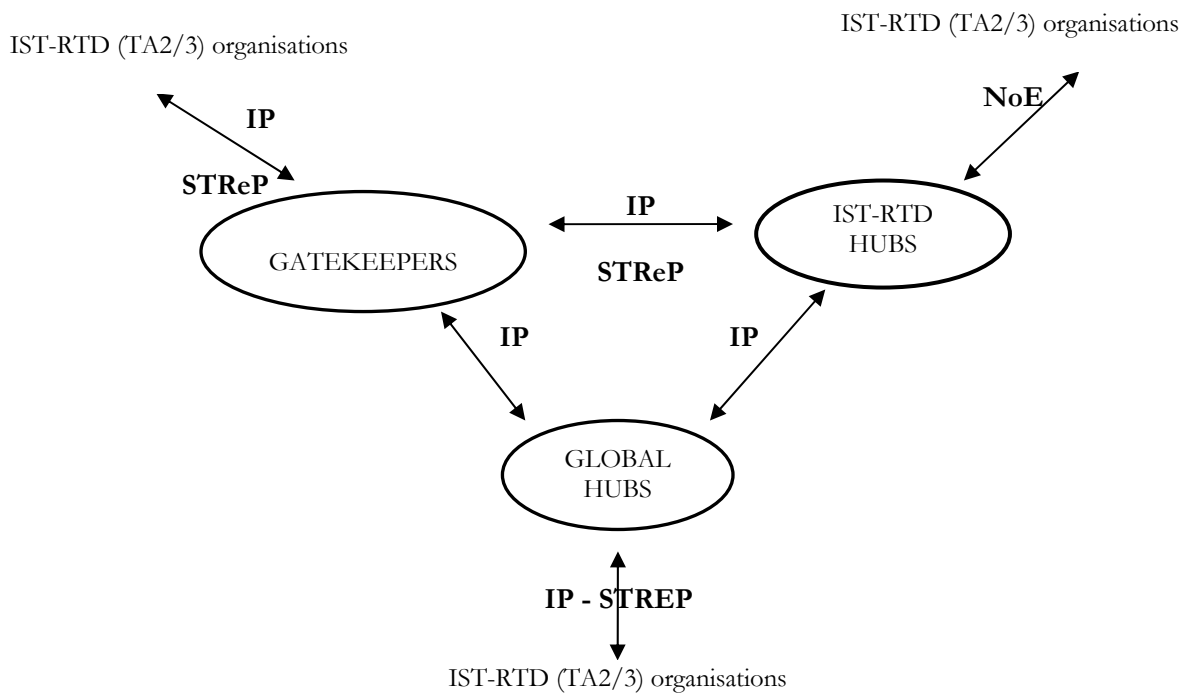 IST-RTD (TA2/3) organisations
IST-RTD (TA2/3) organisations
NoE
IP
STReP
IP
IST-RTD
HUBS
GATEKEEPERS
STReP
IP
IP
GLOBAL
HUBS
IP - STREP
IST-RTD (TA2/3) organisations